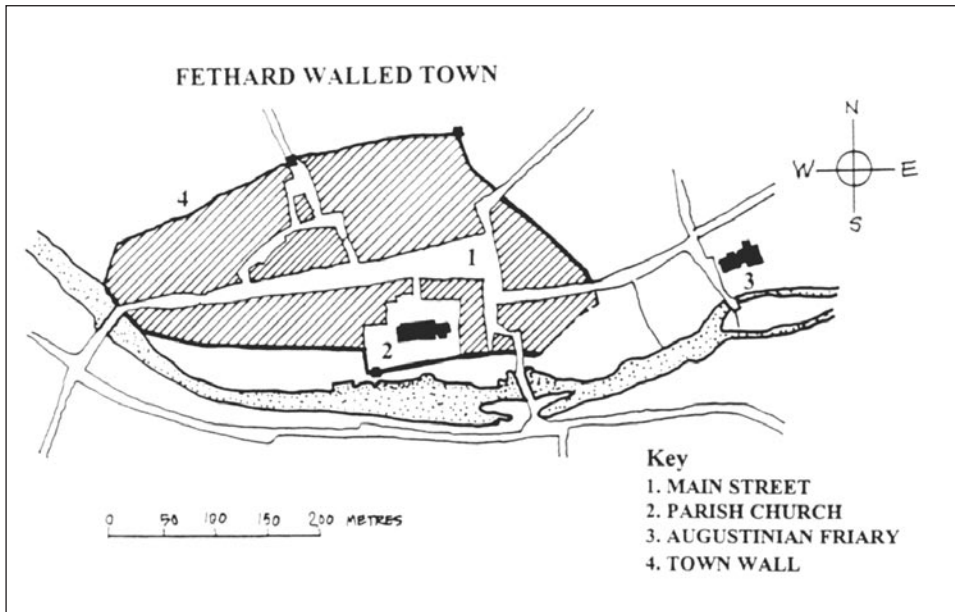 FETHARD WALLED TOWN
N
W E
S
4
1
3
2
Key
1. MAIN STREET
2. PARISH CHURCH
3. AUGUSTINIAN FRIARY
4. TOWN WALL
0 50 100 150 200 METRES